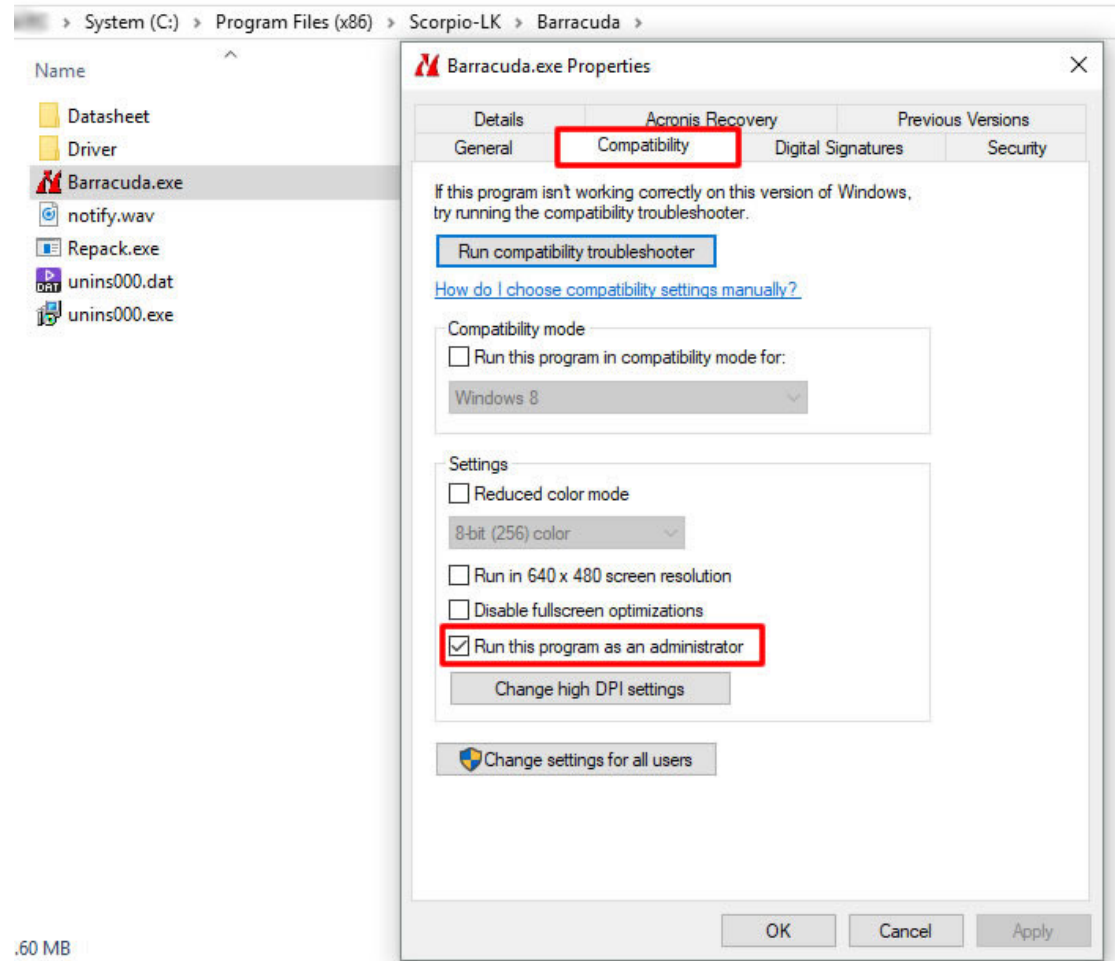 System (C:) > Program Files (x86) > Scorpio-LK > Barracuda >
Name
Datasheet
Driver
Barracuda.exe
notify.wav
Repack.exe
DAT
unins000.dat
unins000.exe
.60 MB
Barracuda.exe Properties
Details Acronis Recovery Previous Versions
General Compatibility Digital Signatures Security
If this program isn't working correctly on this version of Windows,
try running the compatibility troubleshooter.
Run compatibility troubleshooter
How do I choose compatibility settings manually?
Compatibility mode
Run this program in compatibility mode for:
Windows 8
Settings
Reduced color mode
8-bit (256) color
Run in 640 x 480 screen resolution
Disable fullscreen optimizations
Run this program as an administrator
Change high DPI settings
Change settings for all users
OK Cancel Apply